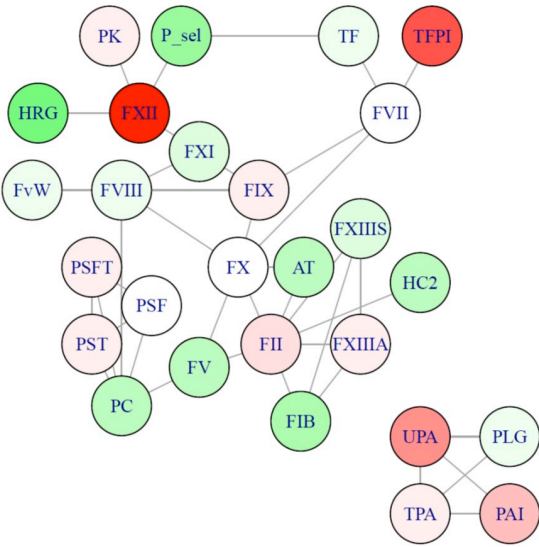 PK
P_sel
TF
TFPI
HRG
FXII
FVII
FXI
FvW
FVIII
FIX
FXIIIS
PSFT
FX
AT
HC2
PSF
PST
FII
FXIIIA
FV
PC
FIB
UPA
PLG
TPA
PAI